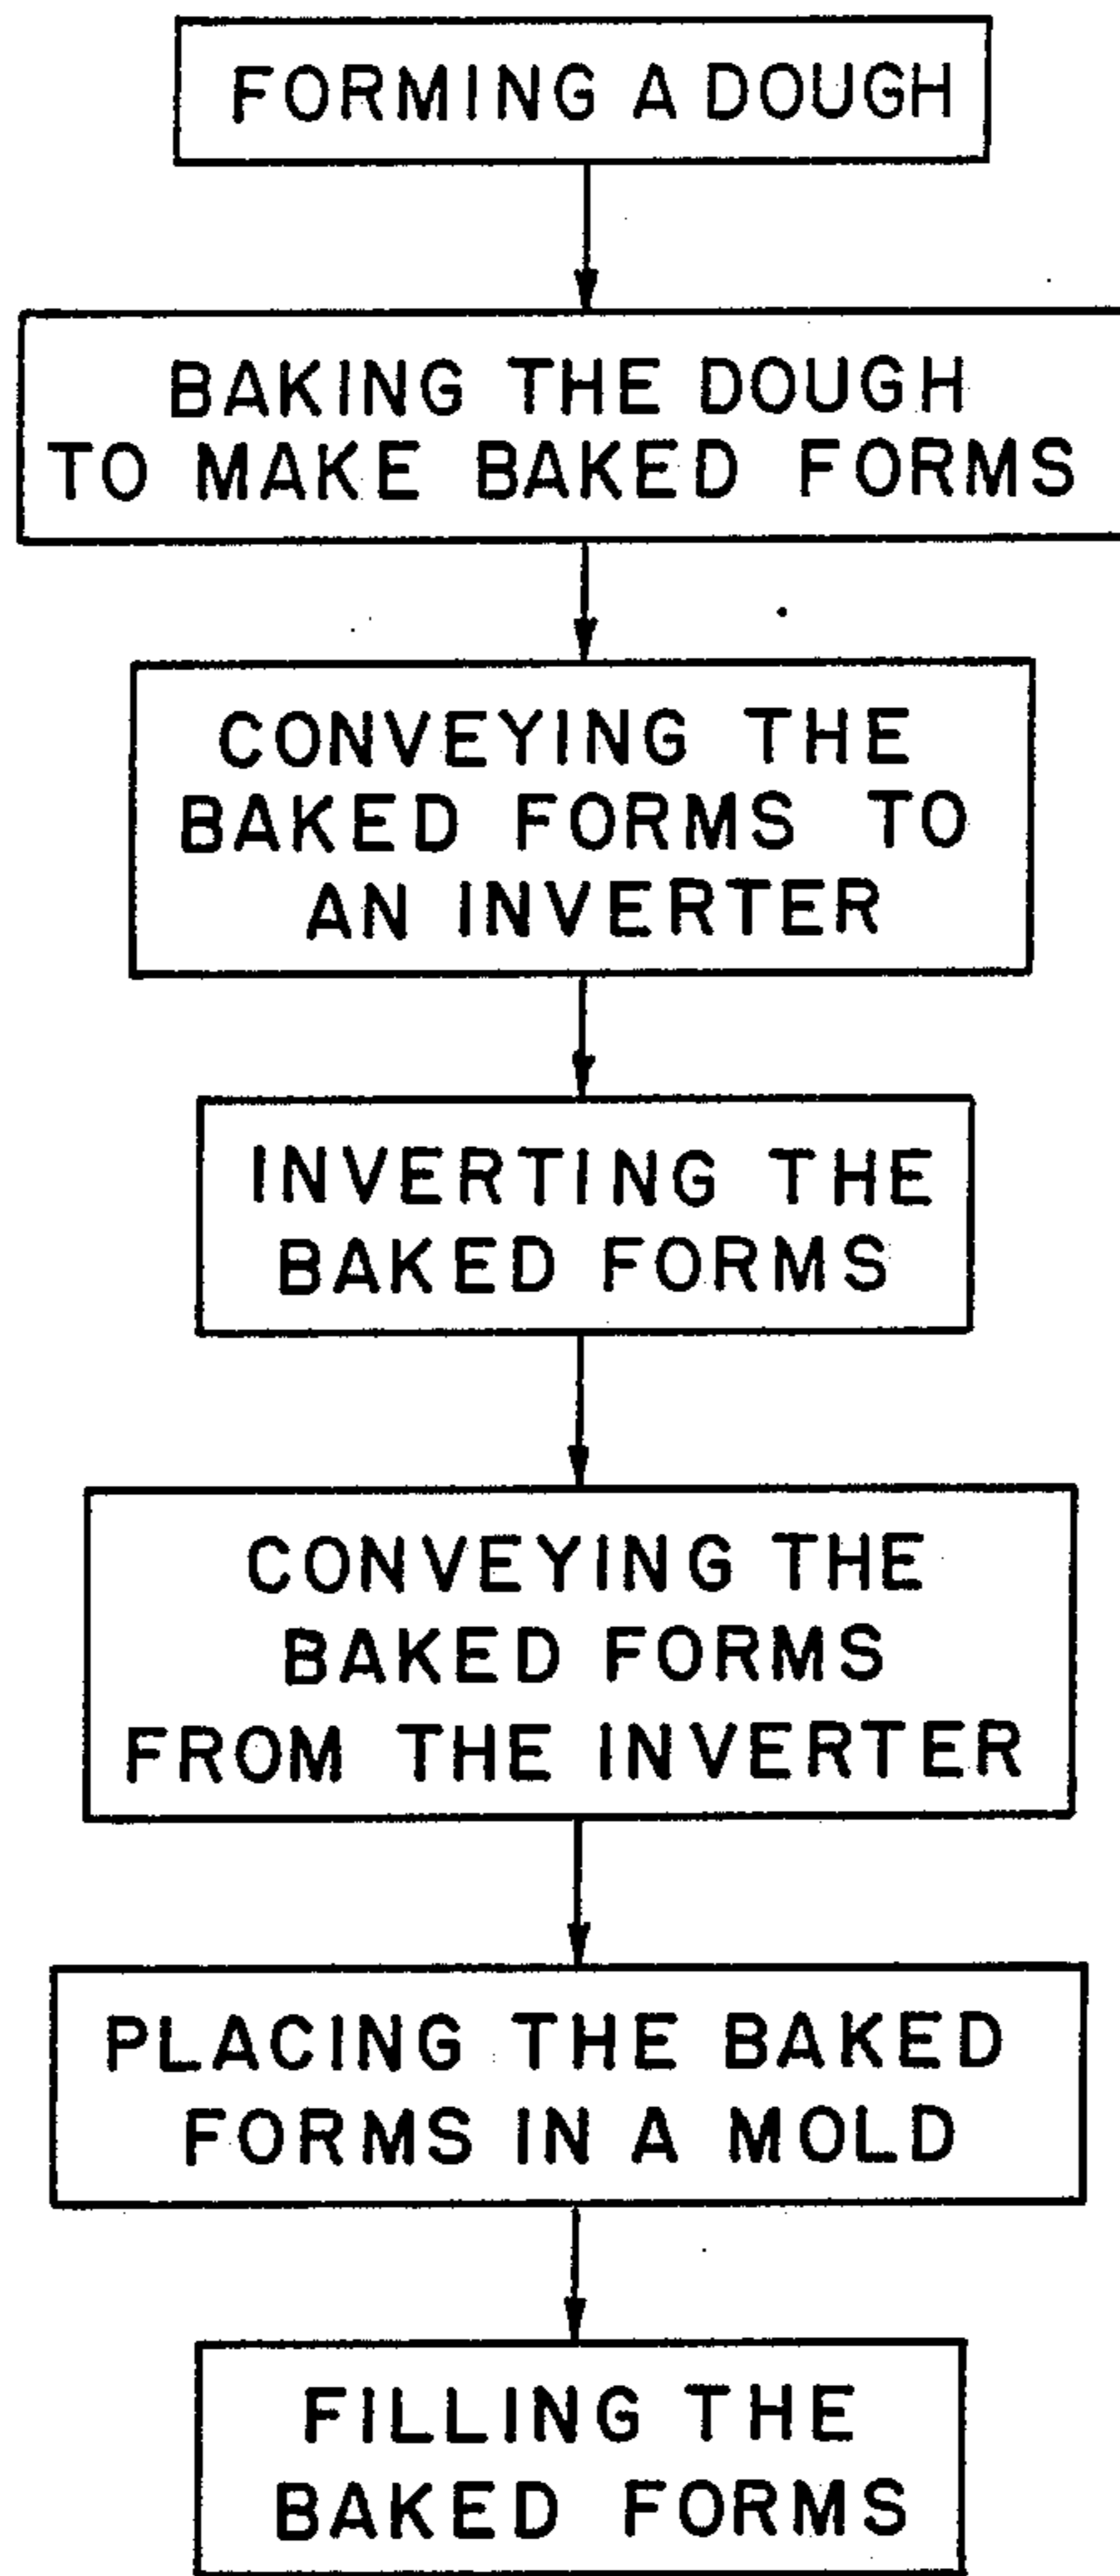 FORMING A DOUGH
BAKING THE DOUGH
TO MAKE BAKED FORMS
CONVEYING THE
BAKED FORMS TO
AN INVERTER
INVERTING THE
BAKED FORMS
CONVEYING THE
BAKED FORMS
FROM THE INVERTER
PLACING THE BAKED
FORMS IN A MOLD
FILLING THE
BAKED FORMS